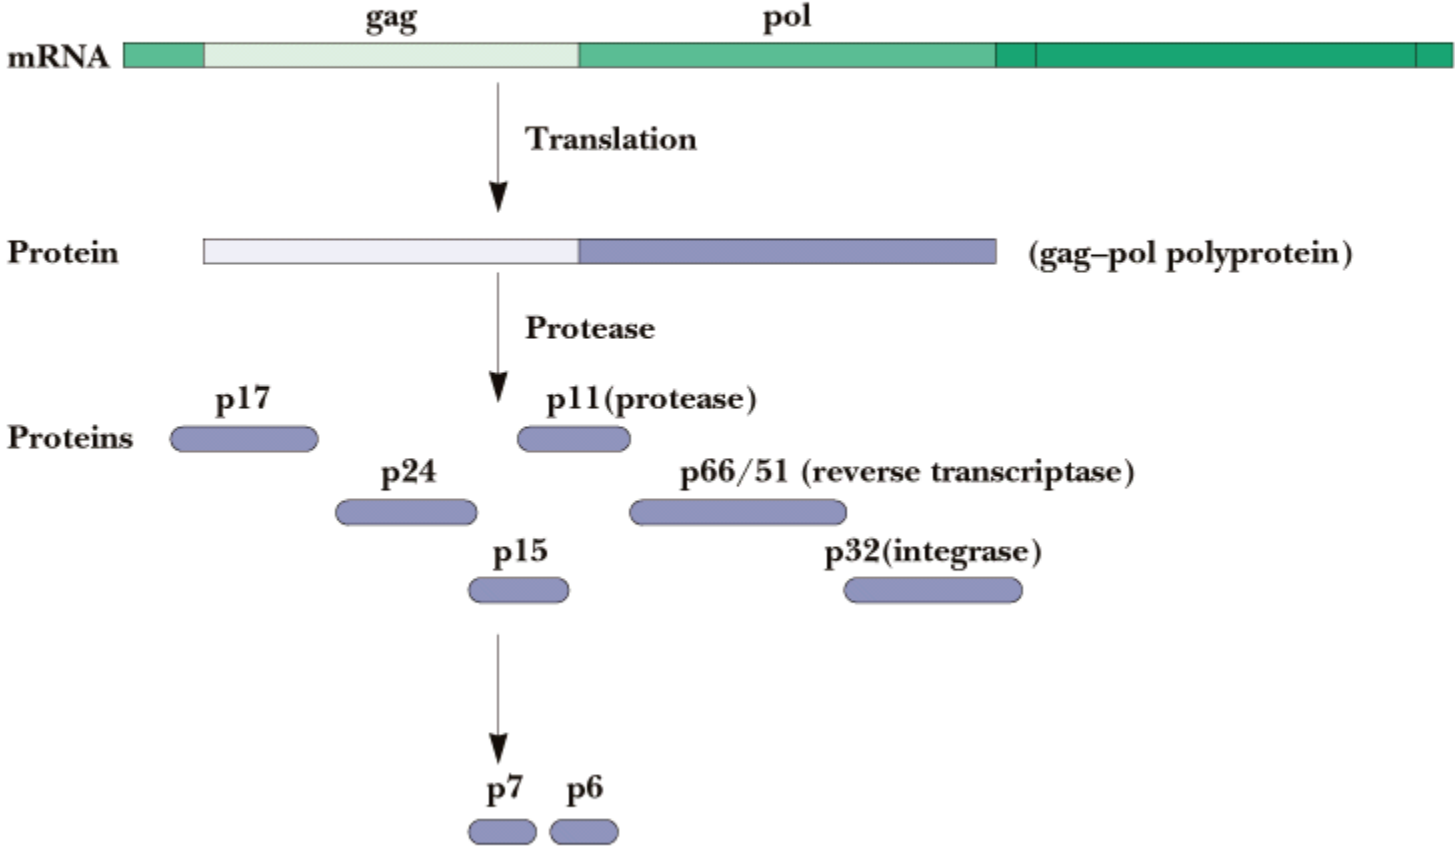 gag pol
mRNA
Translation
Protein (gag–pol polyprotein)
Protease
p17 p11(protease)
Proteins
p24 p66/51 (reverse transcriptase)
p15 p32(integrase)
p7 p6